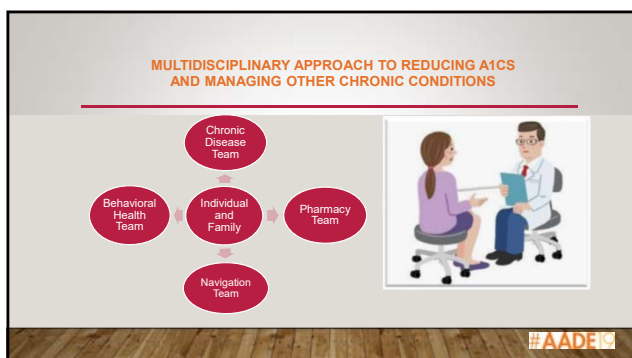 MULTIDISCIPLINARY APPROACH TO REDUCING A1CS
AND MANAGING OTHER CHRONIC CONDITIONS
Chronic
Disease
Team
Behavioral
Health
Team
Individual
and
Family
Pharmacy
Team
Navigation
Team
#AADE19